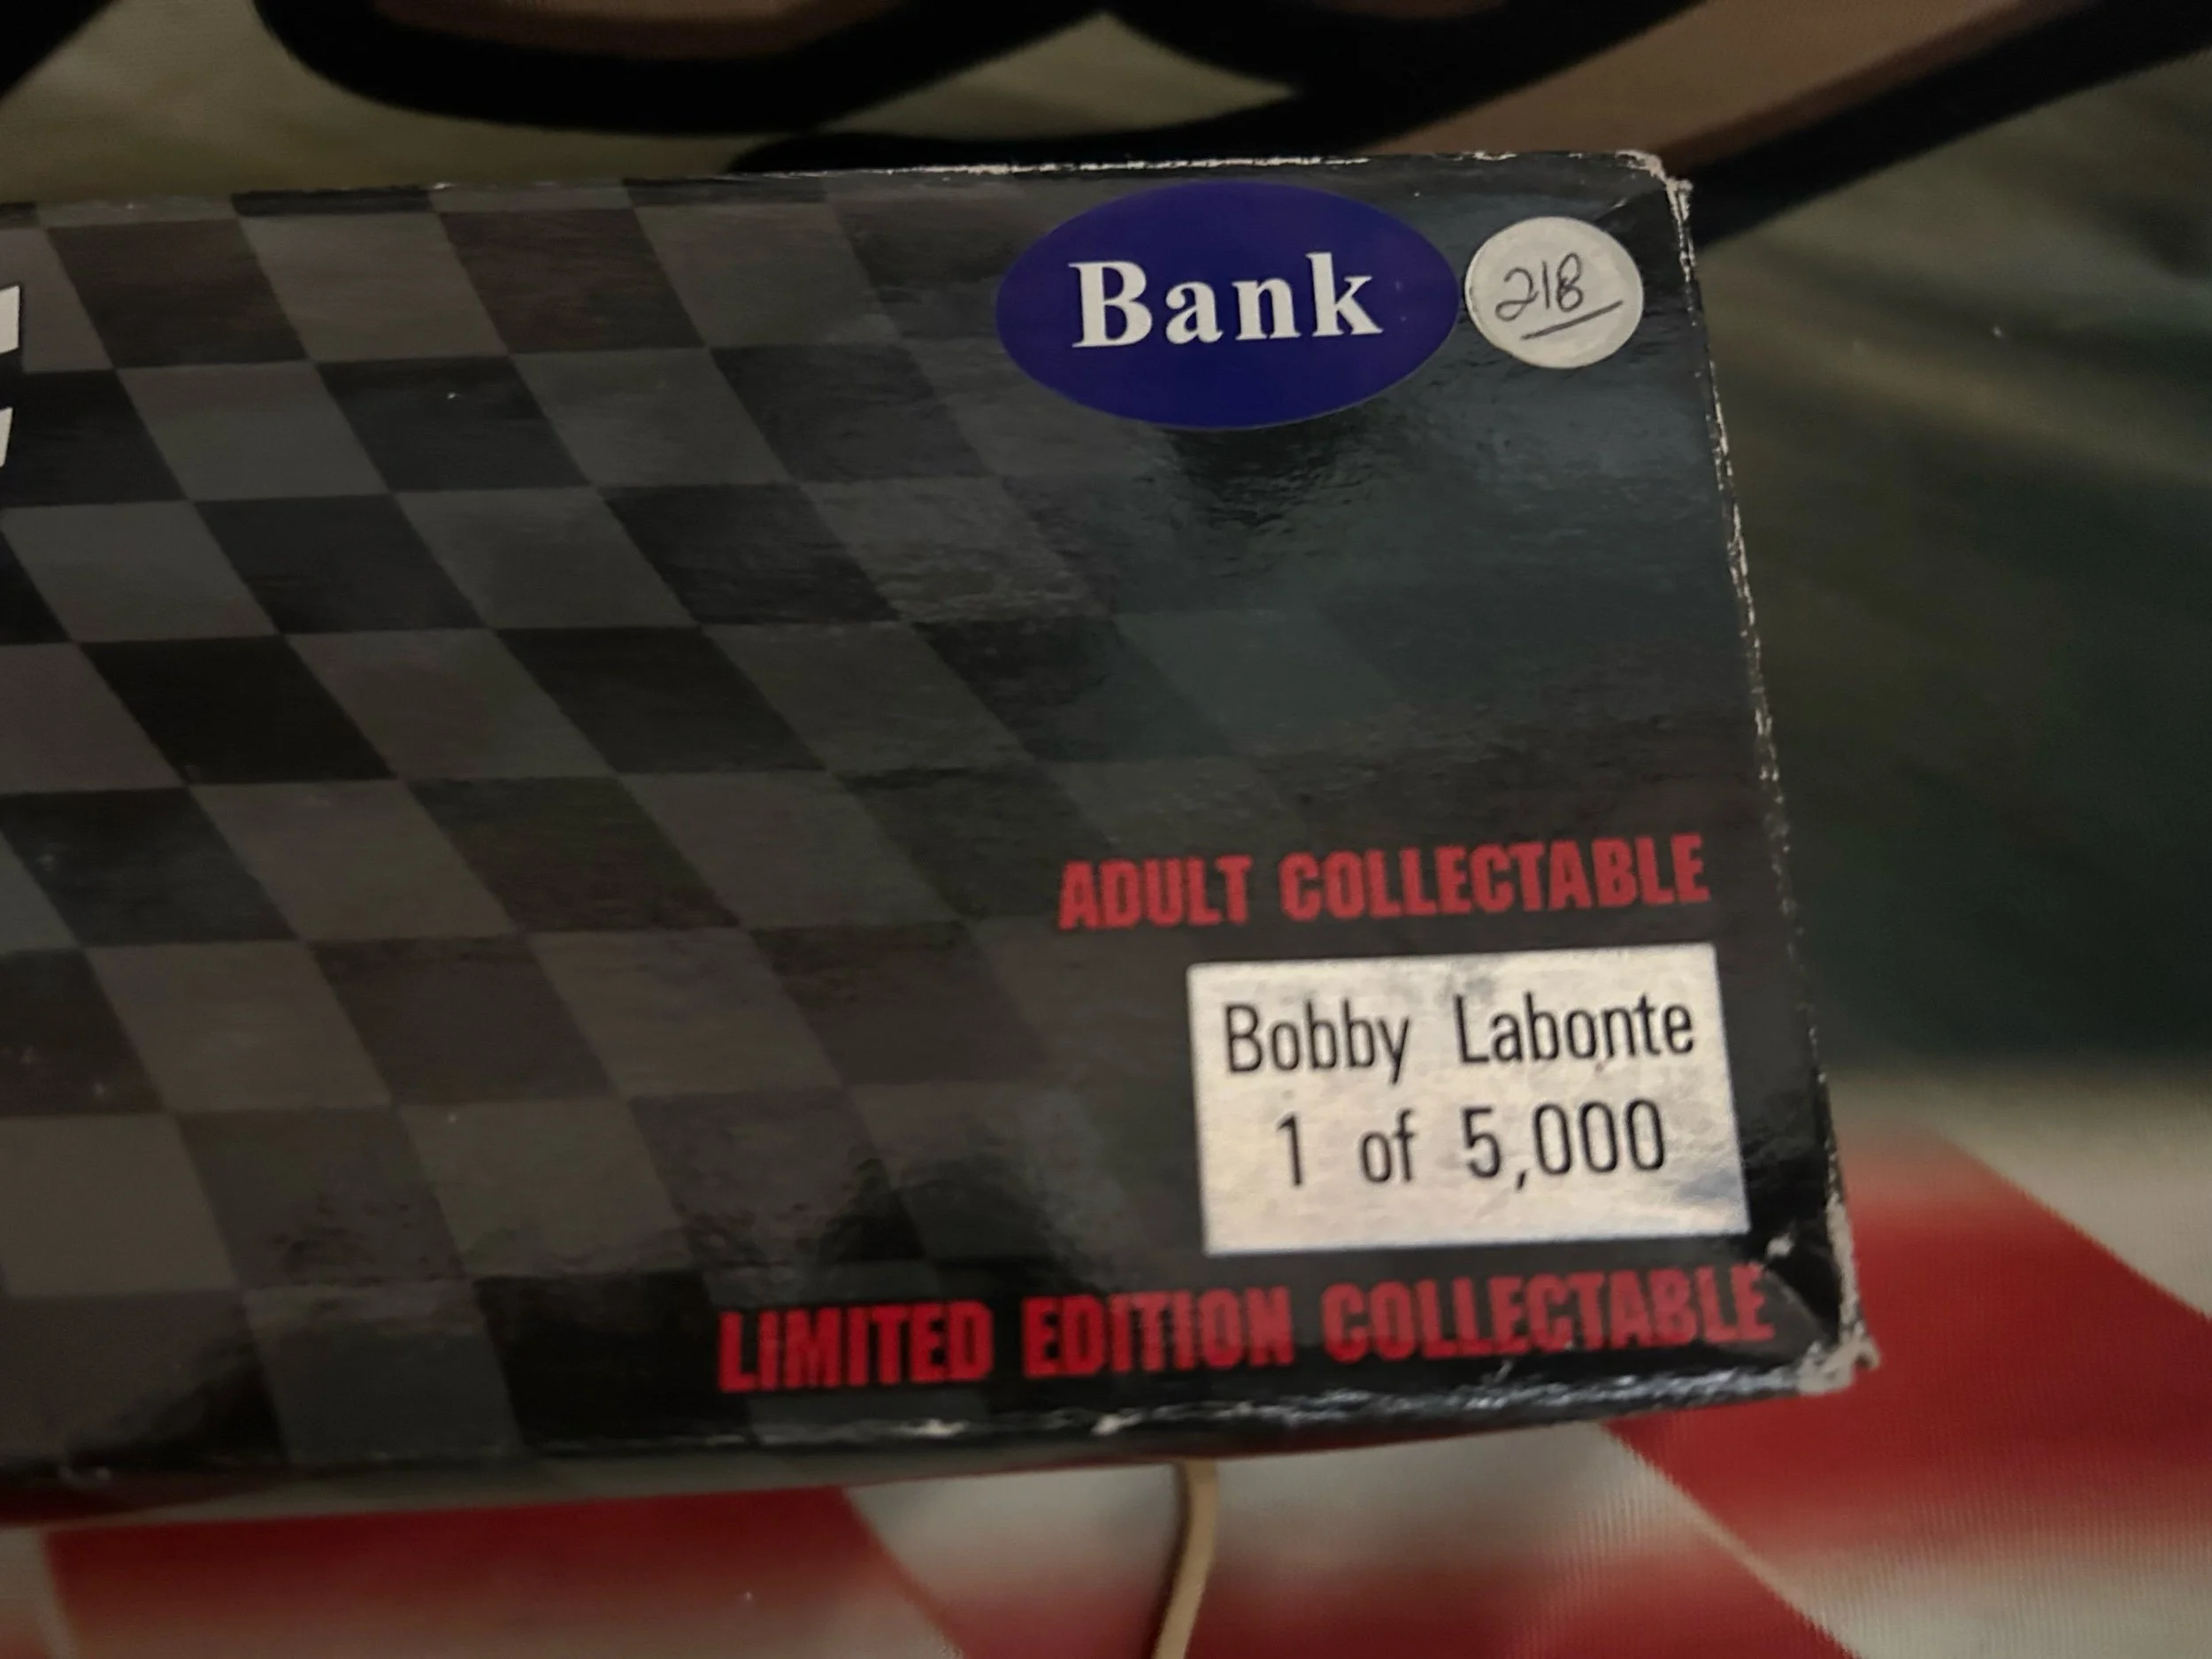 Bank
218
ADULT COLLECTABLE
Bobby Labonte
1 of 5,000
LIMITED EDITION COLLECTABLE